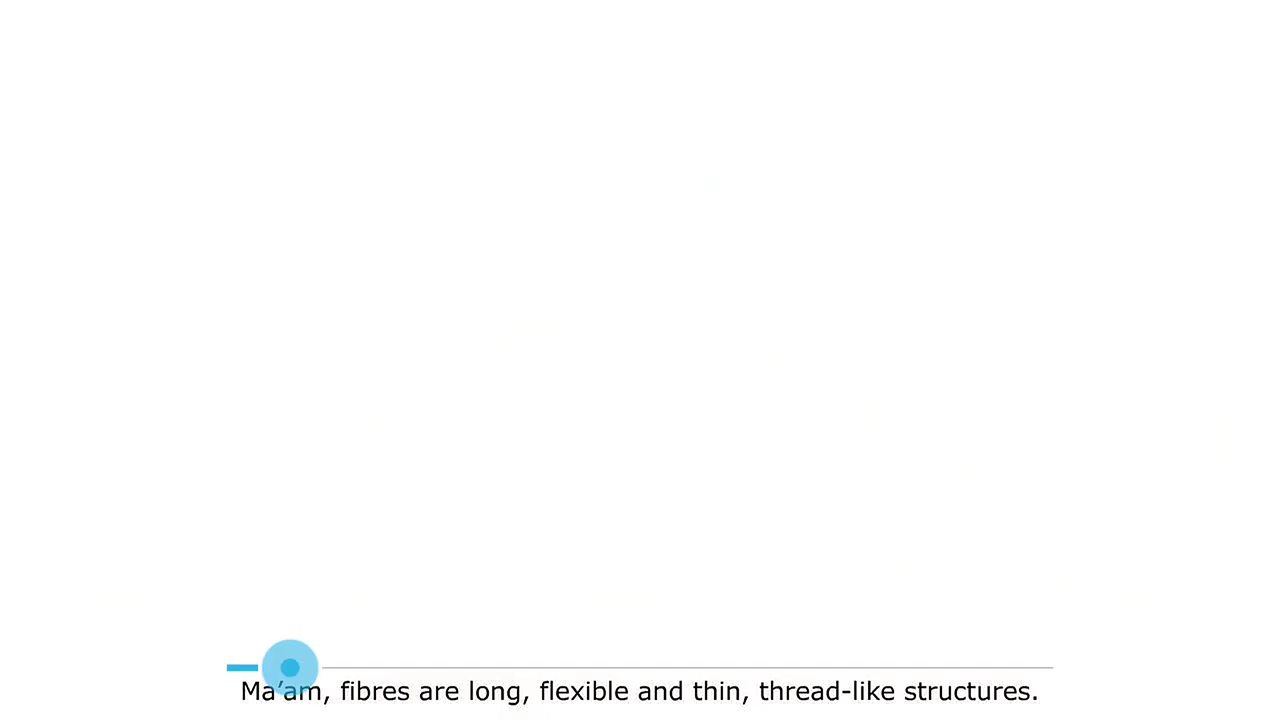 Ma’am, fibres are long, flexible and thin, thread-like structures.